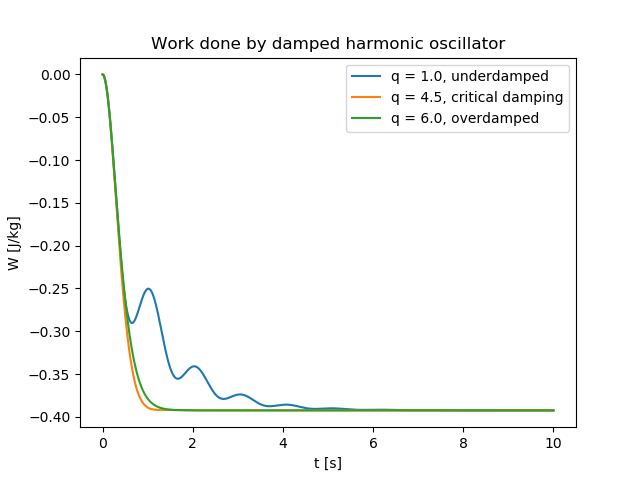 Work done by damped harmonic oscillator
q = 1.0, underdamped
q = 4.5, critical damping
q = 6.0, overdamped
0.00
−0.05
−0.10
−0.15
−0.20
−0.25
−0.30
−0.35
−0.40
W [J/kg]
0 2 4 6 8 10
t [s]